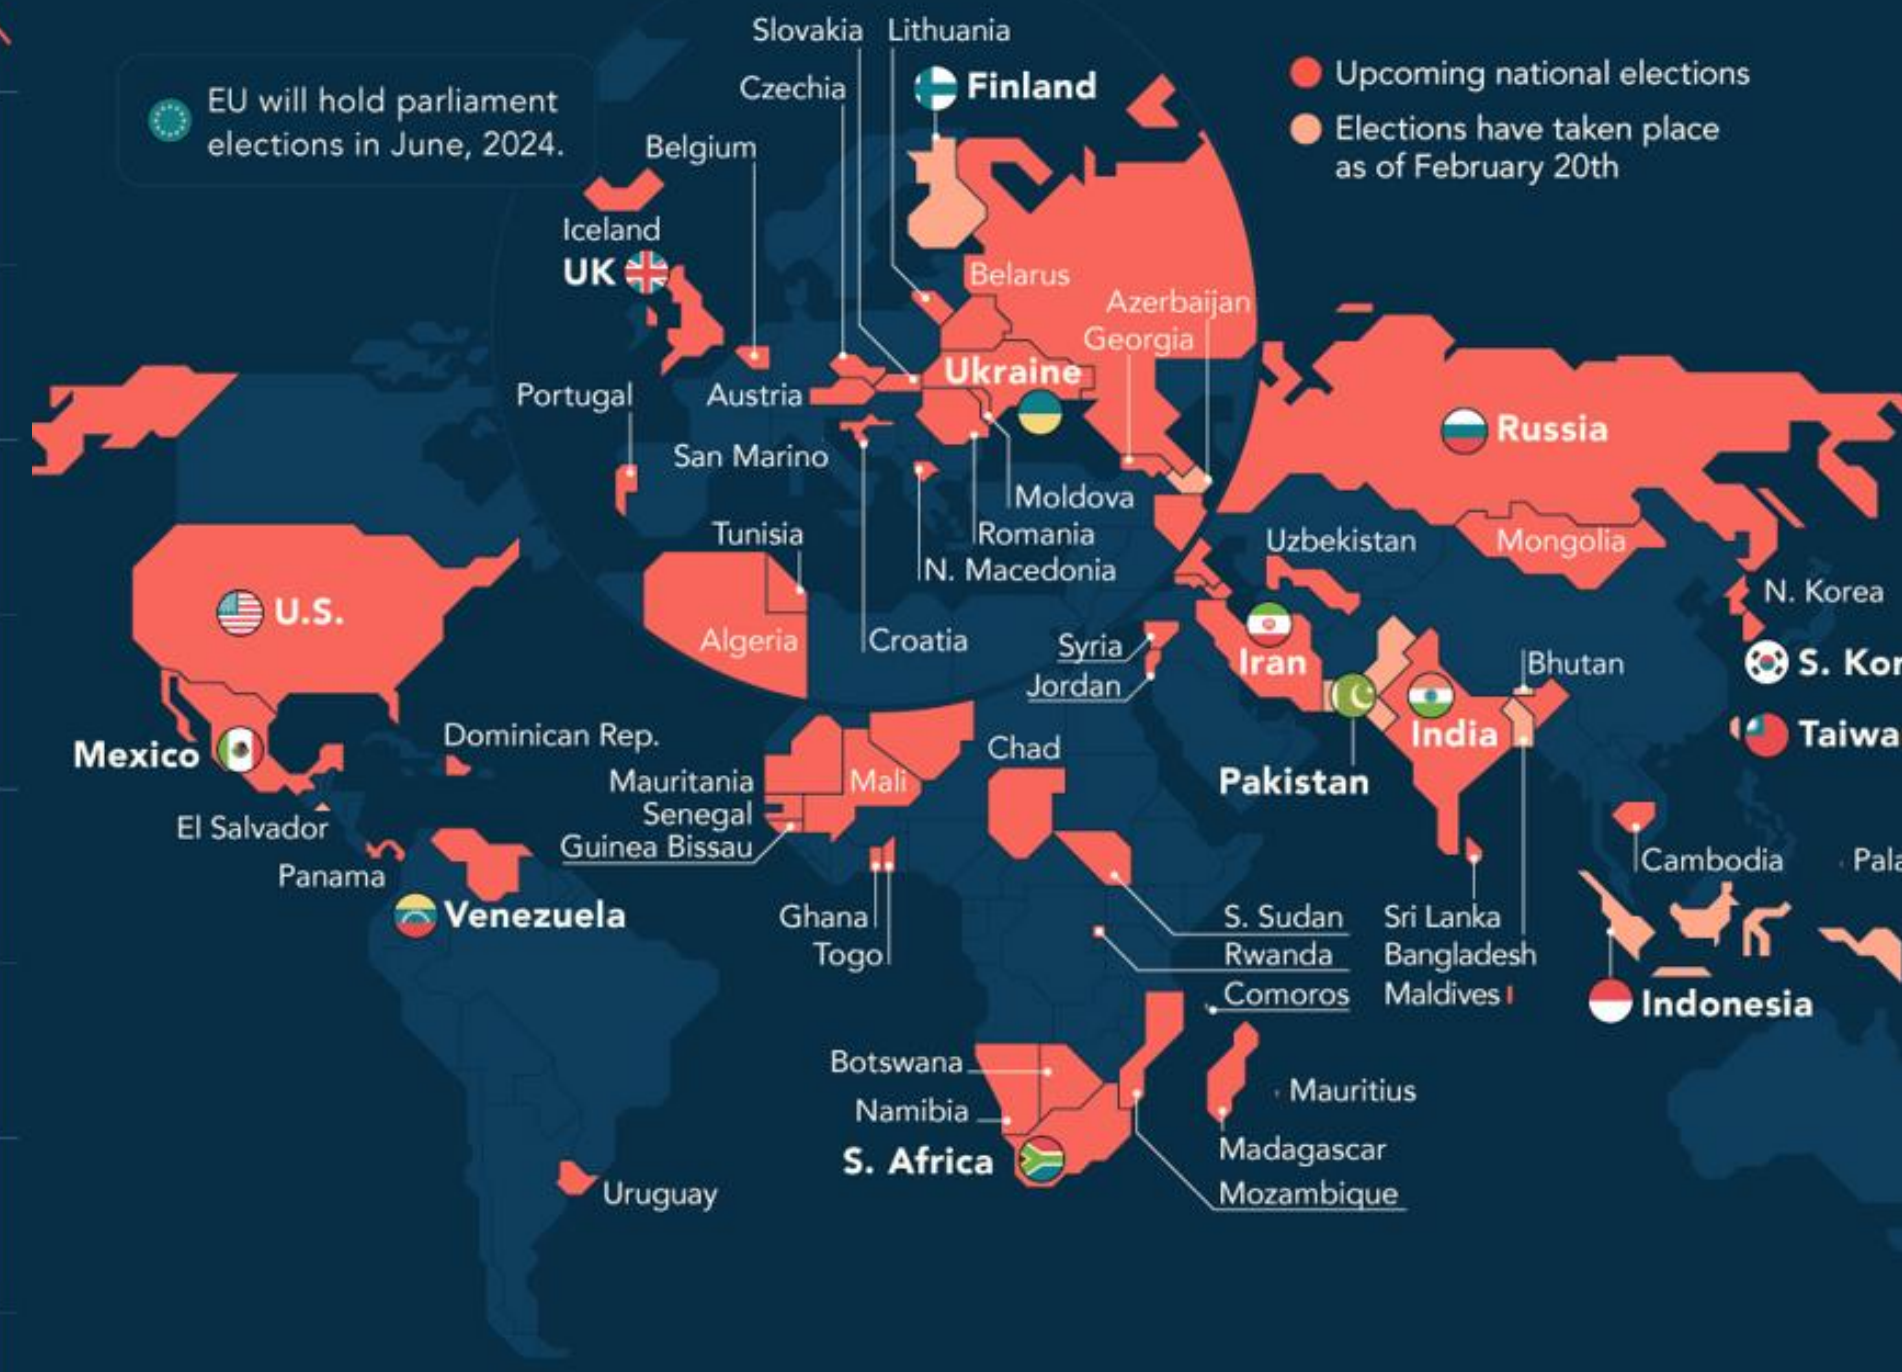 Slovakia
Lithuania
Czechia
Finland
Upcoming national elections
EU will hold parliament
elections in June, 2024.
Elections have taken place
as of February 20th
Belgium
Iceland
UK
Belarus
Azerbaijan
Georgia
Ukraine
Portugal
Austria
Russia
San Marino
Moldova
Tunisia
Romania
Uzbekistan
Mongolia
N. Macedonia
N. Korea
U.S.
Algeria
Croatia
Syria
Iran
Bhutan
S. Kor
Jordan
Mexico
Dominican Rep.
Chad
India
Taiwa
Mauritania
Mali
Pakistan
Senegal
El Salvador
Guinea Bissau
Cambodia
Pala
Panama
Venezuela
Ghana
S. Sudan
Sri Lanka
Togo
Rwanda
Bangladesh
Comoros
Maldives
Indonesia
Botswana
Mauritius
Namibia
Madagascar
S. Africa
Mozambique
Uruguay